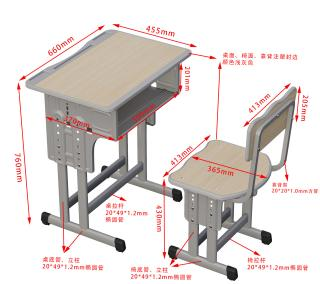 660mm
455mm
桌面、椅面、靠背注塑封边
颜色浅灰色
201mm
413mm
205mm
370mm
760mm
413mm
365mm
靠背管
20*20*1.0mm方管
430mm
桌拉杆
20*49*1.2mm
椭圆管
桌底管、立柱
20*49*1.2mm椭圆管
椅底管、立柱
20*49*1.2mm椭圆管
椅拉杆
20*49*1.2mm椭圆管